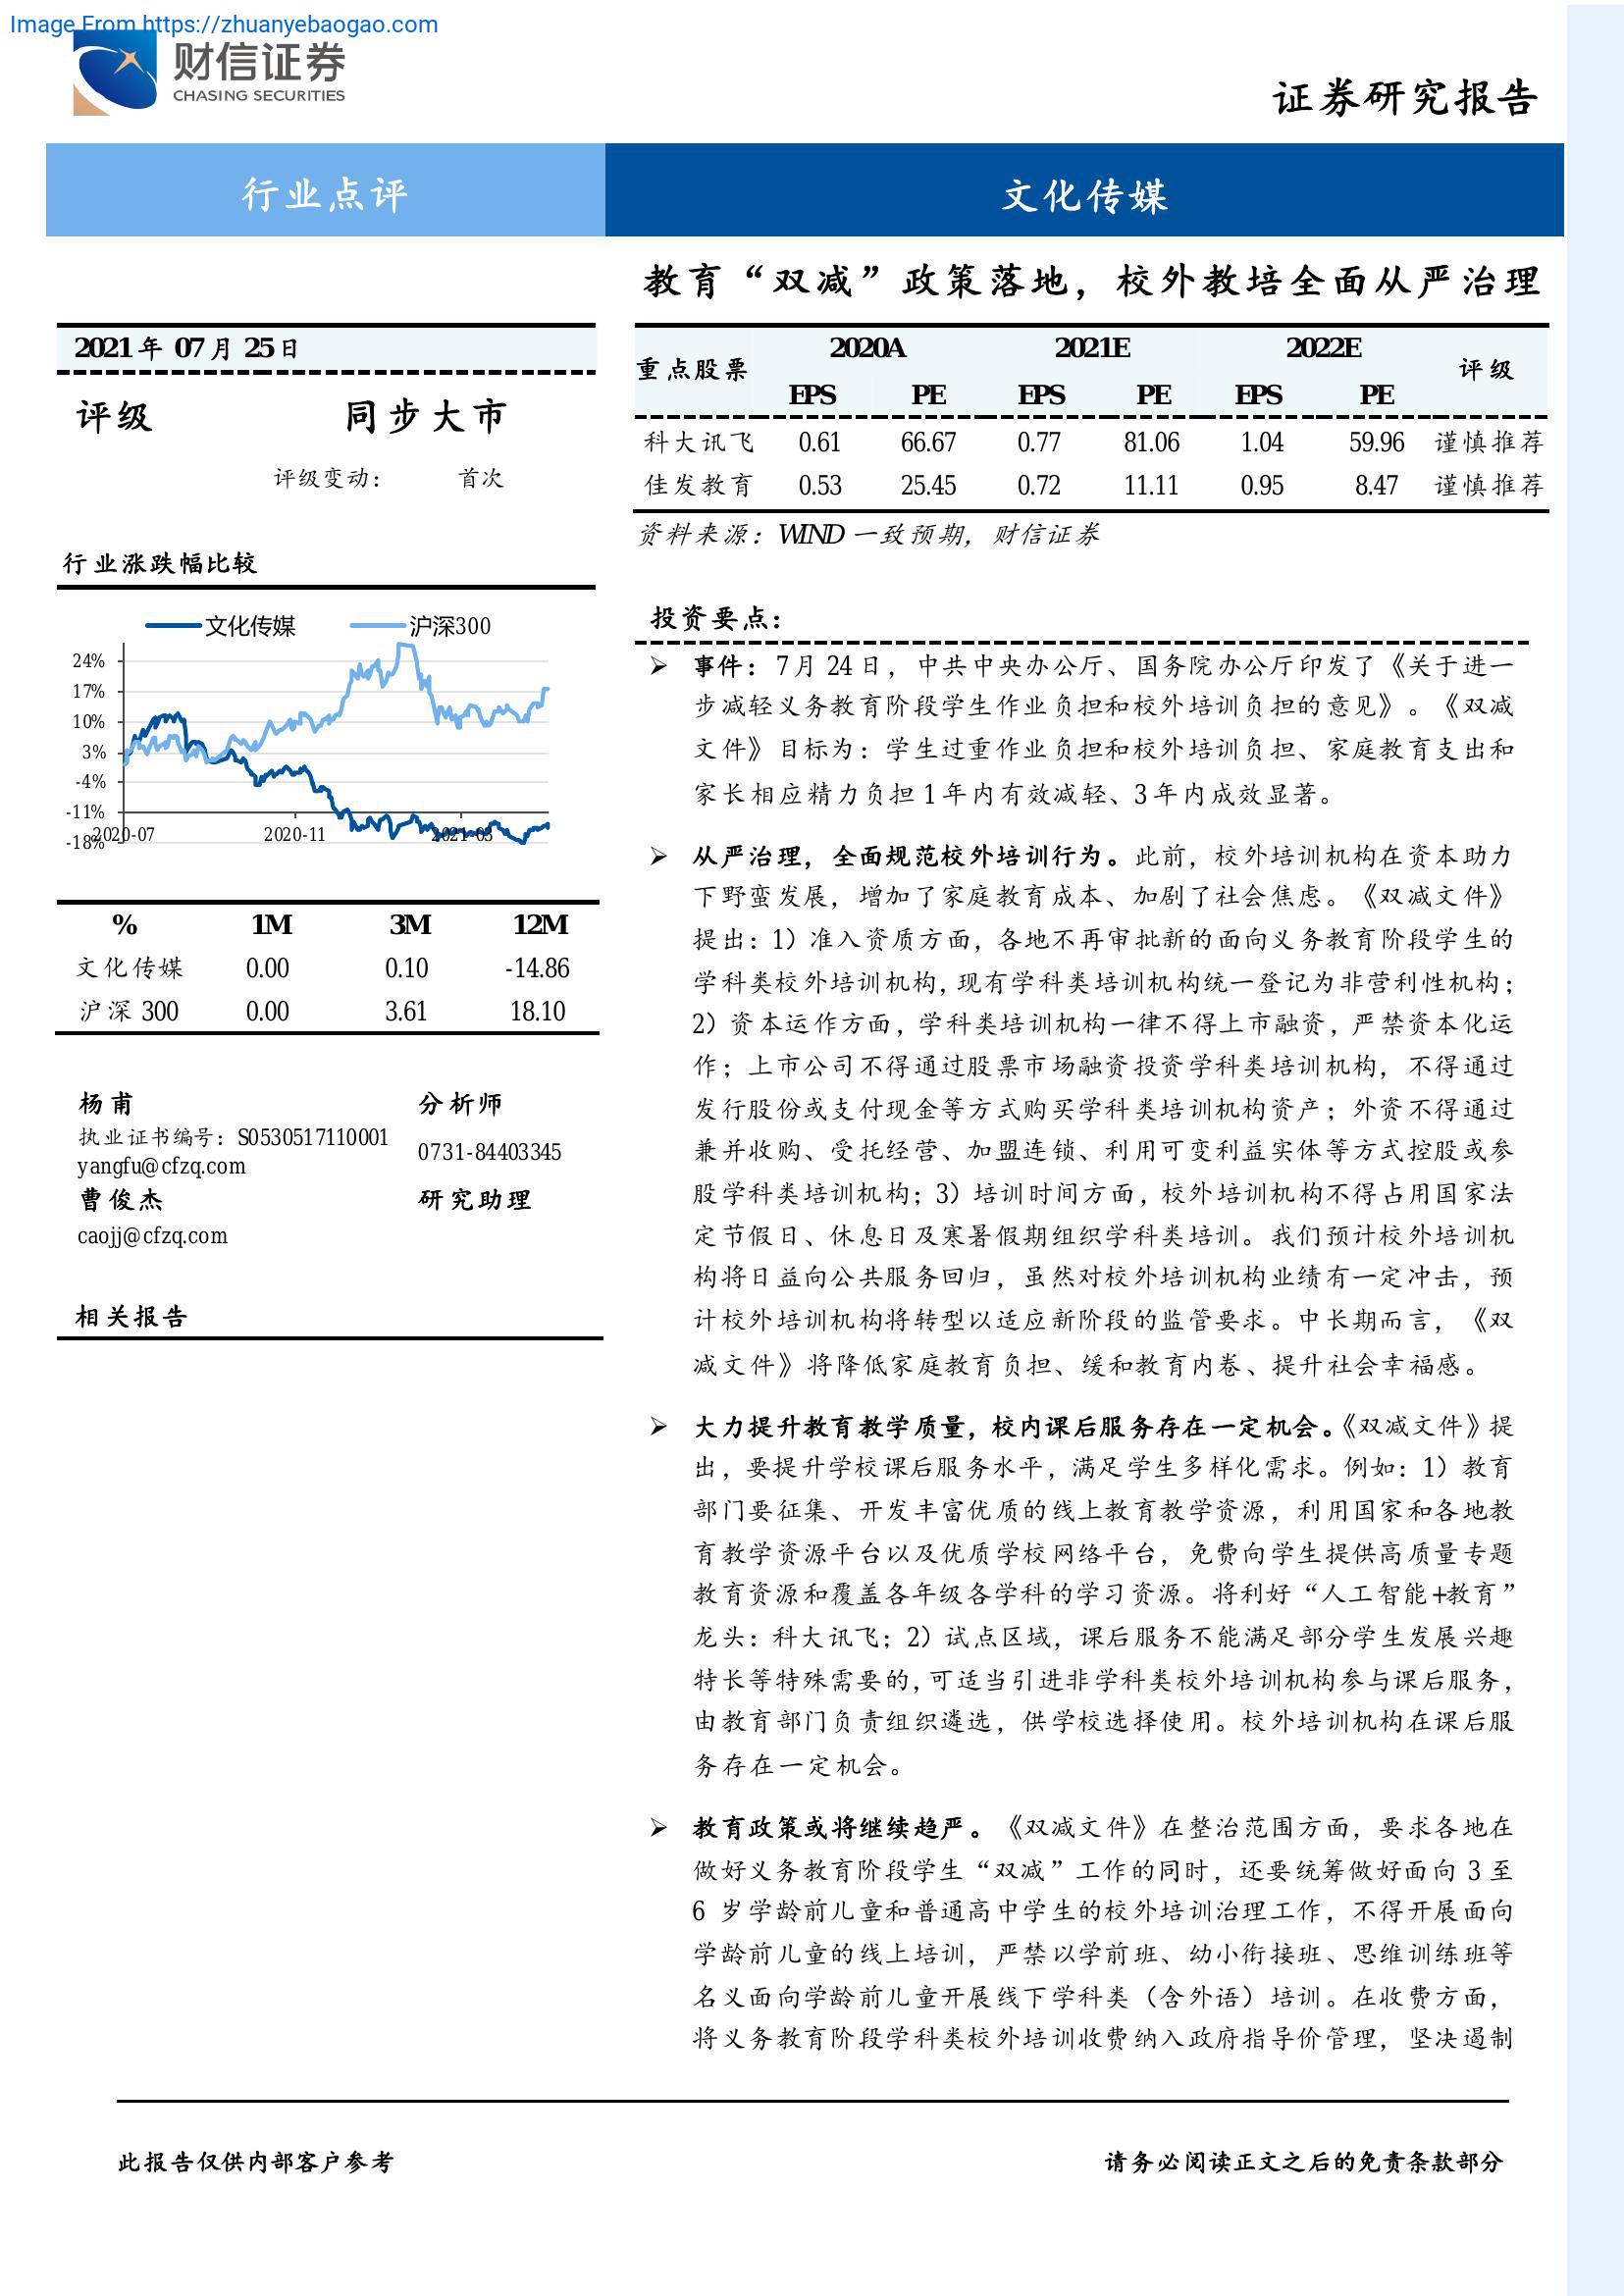 Image From https://zhuanyebaogao.com
财信证券
CHASING SECURITIES
证券研究报告
行业点评
文化传媒
教育“双减”政策落地，校外教培全面从严治理
2021 年 07 月 25 日
评级 同步大市
评级变动： 首次
行业涨跌幅比较
文化传媒 沪深300
24%
17%
10%
3%
-4%
-11%
-18%
2020-07 2020-11 2021-03
% 1M 3M 12M
文化传媒 0.00 0.10 -14.86
沪深 300 0.00 3.61 18.10
杨甫 分析师
执业证书编号：S0530517110001 0731-84403345
yangfu@cfzq.com
曹俊杰 研究助理
caojj@cfzq.com
相关报告
重点股票 2020A 2021E 2022E 评级
EPS PE EPS PE EPS PE
科大讯飞 0.61 66.67 0.77 81.06 1.04 59.96 谨慎推荐
佳发教育 0.53 25.45 0.72 11.11 0.95 8.47 谨慎推荐
资料来源：WIND 一致预期，财信证券
投资要点：
事件：7 月 24 日，中共中央办公厅、国务院办公厅印发了《关于进一
步减轻义务教育阶段学生作业负担和校外培训负担的意见》。《双减
文件》目标为：学生过重作业负担和校外培训负担、家庭教育支出和
家长相应精力负担 1 年内有效减轻、3 年内成效显著。
从严治理，全面规范校外培训行为。此前，校外培训机构在资本助力
下野蛮发展，增加了家庭教育成本、加剧了社会焦虑。《双减文件》
提出：1）准入资质方面，各地不再审批新的面向义务教育阶段学生的
学科类校外培训机构，现有学科类培训机构统一登记为非营利性机构；
2）资本运作方面，学科类培训机构一律不得上市融资，严禁资本化运
作；上市公司不得通过股票市场融资投资学科类培训机构，不得通过
发行股份或支付现金等方式购买学科类培训机构资产；外资不得通过
兼并收购、受托经营、加盟连锁、利用可变利益实体等方式控股或参
股学科类培训机构；3）培训时间方面，校外培训机构不得占用国家法
定节假日、休息日及寒暑假期组织学科类培训。我们预计校外培训机
构将日益向公共服务回归，虽然对校外培训机构业绩有一定冲击，预
计校外培训机构将转型以适应新阶段的监管要求。中长期而言，《双
减文件》将降低家庭教育负担、缓和教育内卷、提升社会幸福感。
大力提升教育教学质量，校内课后服务存在一定机会。《双减文件》提
出，要提升学校课后服务水平，满足学生多样化需求。例如：1）教育
部门要征集、开发丰富优质的线上教育教学资源，利用国家和各地教
育教学资源平台以及优质学校网络平台，免费向学生提供高质量专题
教育资源和覆盖各年级各学科的学习资源。将利好“人工智能+教育”
龙头：科大讯飞；2）试点区域，课后服务不能满足部分学生发展兴趣
特长等特殊需要的，可适当引进非学科类校外培训机构参与课后服务，
由教育部门负责组织遴选，供学校选择使用。校外培训机构在课后服
务存在一定机会。
教育政策或将继续趋严。《双减文件》在整治范围方面，要求各地在
做好义务教育阶段学生“双减”工作的同时，还要统筹做好面向 3 至
6 岁学龄前儿童和普通高中学生的校外培训治理工作，不得开展面向
学龄前儿童的线上培训，严禁以学前班、幼小衔接班、思维训练班等
名义面向学龄前儿童开展线下学科类（含外语）培训。在收费方面，
将义务教育阶段学科类校外培训收费纳入政府指导价管理，坚决遏制
此报告仅供内部客户参考
请务必阅读正文之后的免责条款部分